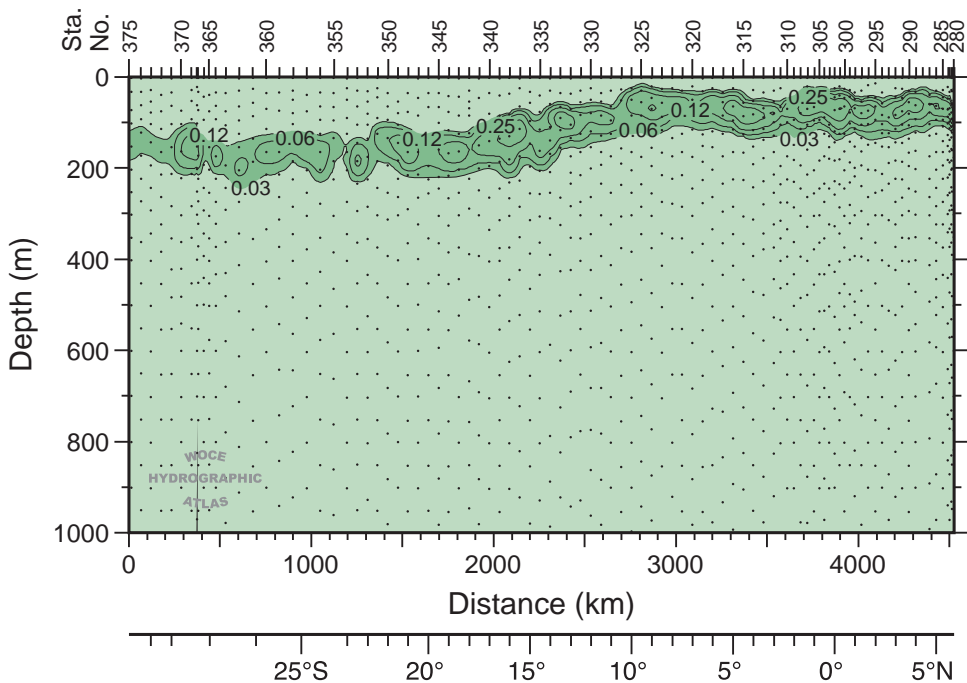 Sta.
No.
375 370 365 360 355 350 345 340 335 330 325 320 315 310 305 300 295 290 285 280
0
200
400
600
800
1000
Depth (m)
0.12 0.06 0.03 0.12 0.25 0.06 0.12 0.25 0.03
WOCE
HYDROGRAPHIC
ATLAS
0 1000 2000 3000 4000
Distance (km)
25°S 20° 15° 10° 5° 0° 5°N